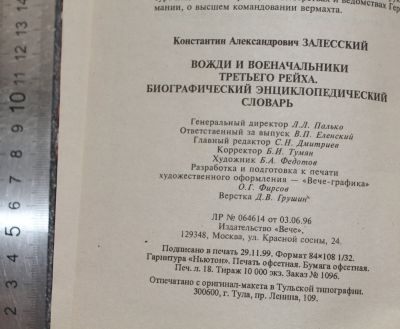 мании, о высшем командовании вермахта.
Константин Александрович ЗАЛЕССКИЙ
ВОЖДИ И ВОЕНАЧАЛЬНИКИ
ТРЕТЬЕГО РЕЙХА.
БИОГРАФИЧЕСКИЙ ЭНЦИКЛОПЕДИЧЕСКИЙ
СЛОВАРЬ
Генеральный директор Л.Л. Палько
Ответственный за выпуск В.П. Еленский
Главный редактор С.Н. Дмитриев
Корректор Б.И. Тумян
Художник Б.А. Федотов
Разработка и подготовка к печати
художественного оформления — «Вече-графика»
О.Г. Фирсов
Верстка Д.В. Грушин
ЛР № 064614 от 03.06.96
Издательство «Вече»,
129348, Москва, ул. Красной сосны, 24.
Подписано в печать 29.11.99. Формат 84×108 1/32.
Гарнитура «Ньютон». Печать офсетная. Бумага офсетная.
Печ. л. 18. Тираж 10 000 экз. Заказ № 1096.
Отпечатано с оригинал-макета в Тульской типографии.
300600, г. Тула, пр. Ленина, 109.
2 3 4 5 6 7 8 9 10 11 12 13 14